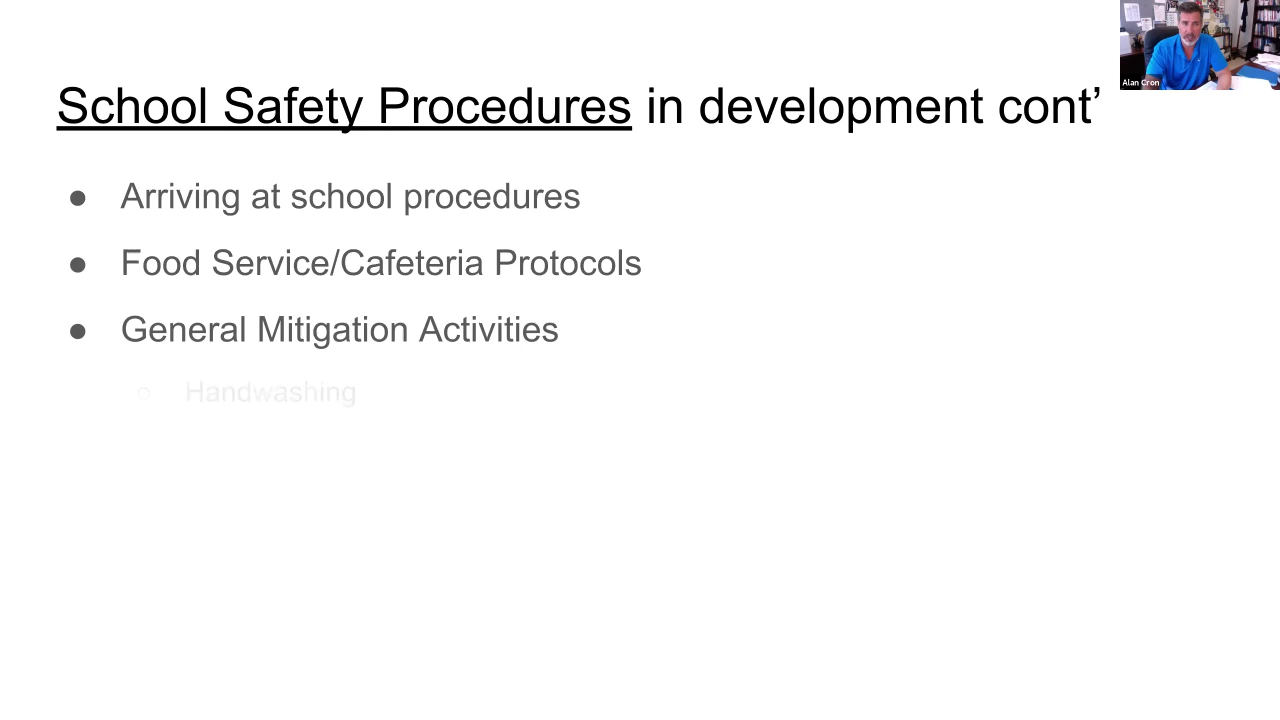 School Safety Procedures in development cont’
● Arriving at school procedures
● Food Service/Cafeteria Protocols
● General Mitigation Activities
○ Handwashing
Alan Cron